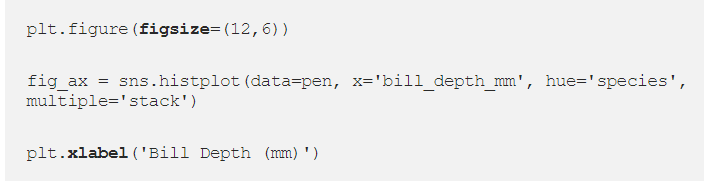 plt.figure(figsize=(12,6))
fig_ax = sns.histplot(data=pen, x='bill_depth_mm', hue='species',
multiple='stack')
plt.xlabel('Bill Depth (mm)')